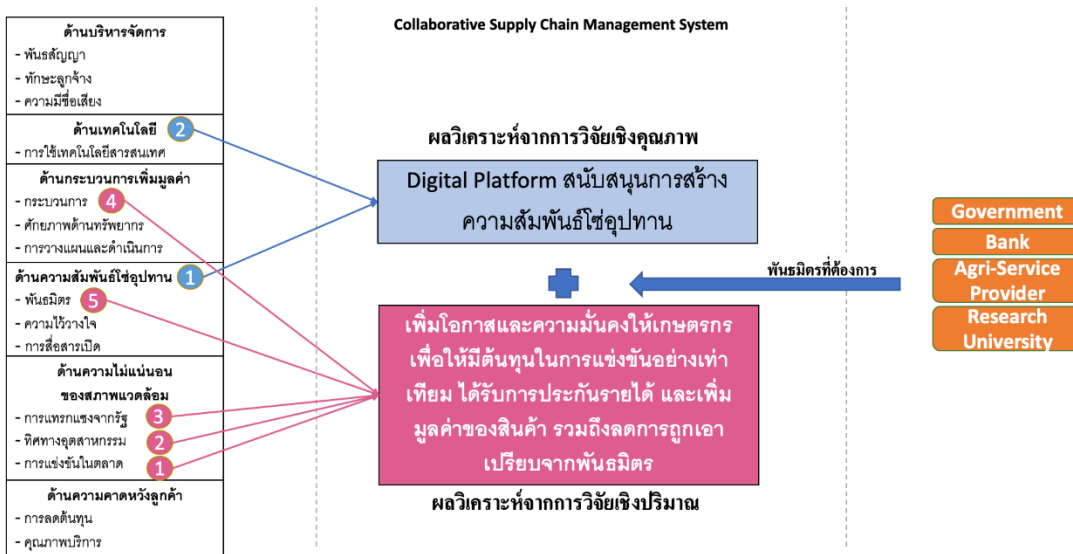 Collaborative Supply Chain Management System
ด้านบริหารจัดการ
- พันธสัญญา
- ทักษะลูกจ้าง
- ความมีชื่อเสียง
ด้านเทคโนโลยี 2
- การใช้เทคโนโลยีสารสนเทศ
ด้านกระบวนการเพิ่มมูลค่า
- กระบวนการ 4
- ศักยภาพด้านทรัพยากร
- การวางแผนและดำเนินการ
ด้านความสัมพันธ์โซ่อุปทาน 1
- พันธมิตร 5
- ความไว้วางใจ
- การสื่อสารเปิด
ด้านความไม่แน่นอน
ของสภาพแวดล้อม
- การแทรกแซงจากรัฐ 3
- ทิศทางอุตสาหกรรม 2
- การแข่งขันในตลาด 1
ด้านความคาดหวังลูกค้า
- การลดต้นทุน
- คุณภาพบริการ
ผลวิเคราะห์จากการวิจัยเชิงคุณภาพ
Digital Platform สนับสนุนการสร้าง
ความสัมพันธ์โซ่อุปทาน
พันธมิตรที่ต้องการ
เพิ่มโอกาสและความมั่นคงให้เกษตรกร
เพื่อให้มีต้นทุนในการแข่งขันอย่างเท่า
เทียม ได้รับการประกันรายได้ และเพิ่ม
มูลค่าของสินค้า รวมถึงลดการถูกเอา
เปรียบจากพันธมิตร
ผลวิเคราะห์จากการวิจัยเชิงปริมาณ
Government
Bank
Agri-Service
Provider
Research
University